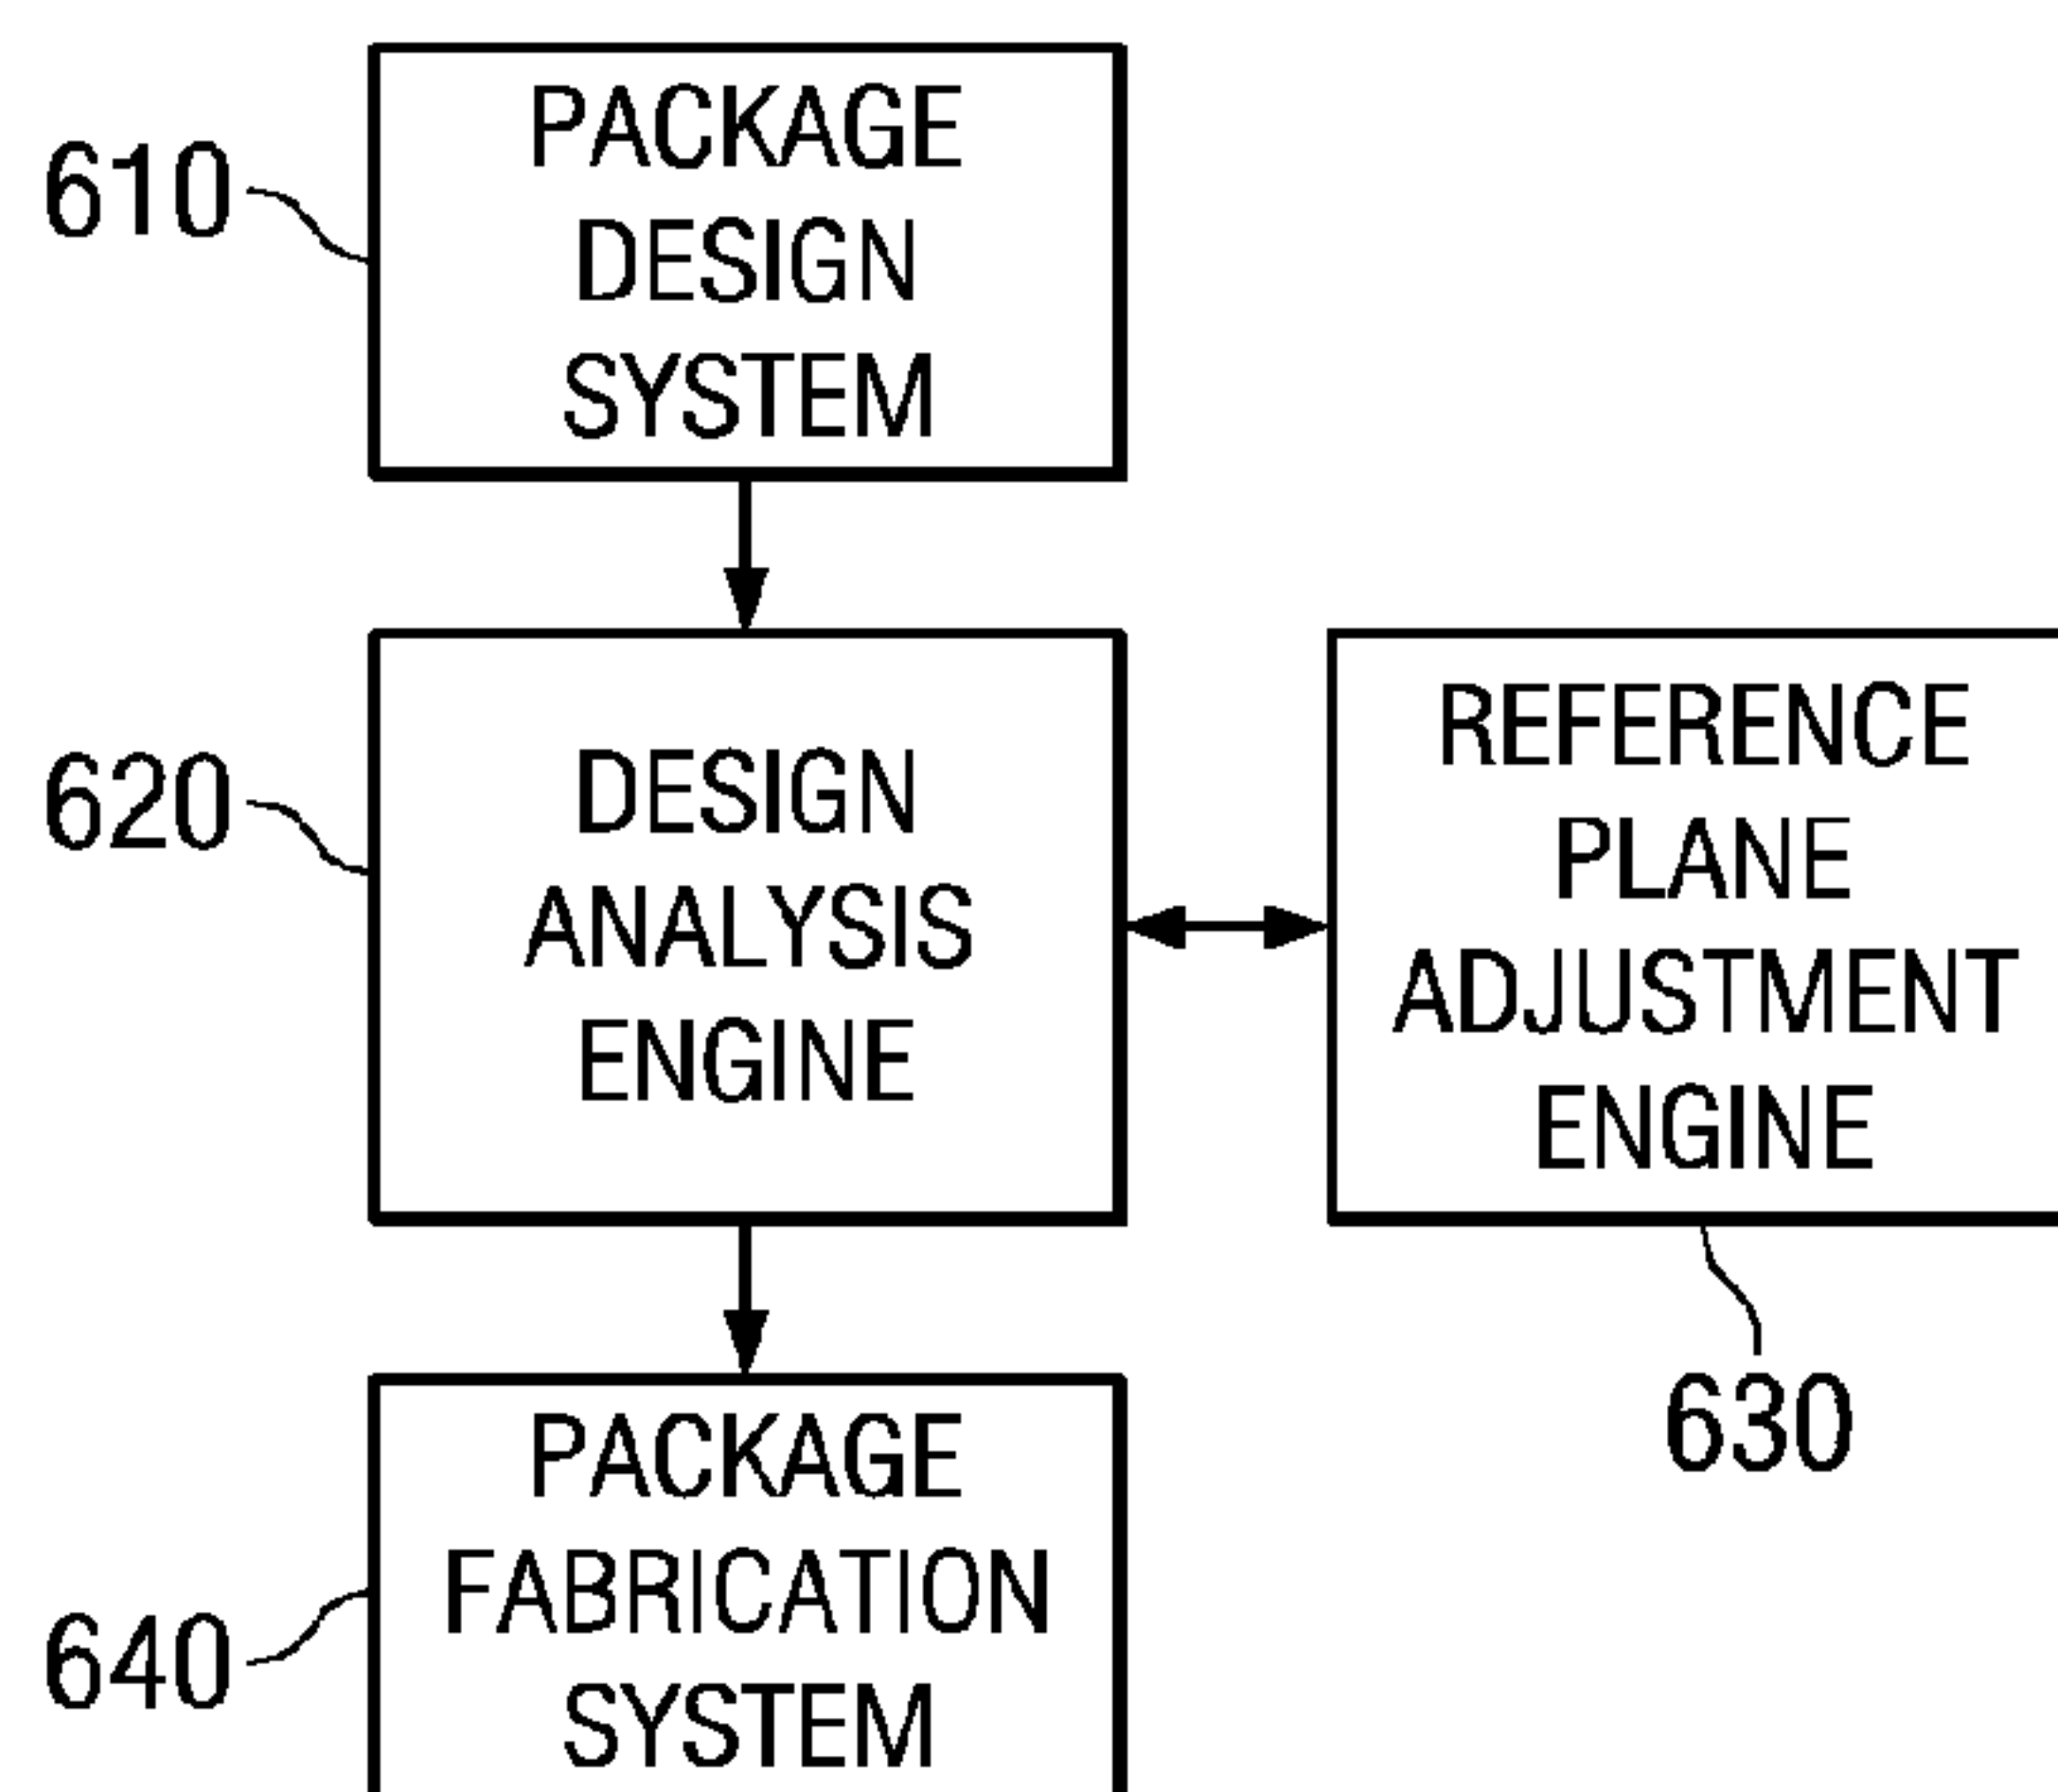 610
PACKAGE
DESIGN
SYSTEM
620
DESIGN
ANALYSIS
ENGINE
REFERENCE
PLANE
ADJUSTMENT
ENGINE
630
640
PACKAGE
FABRICATION
SYSTEM